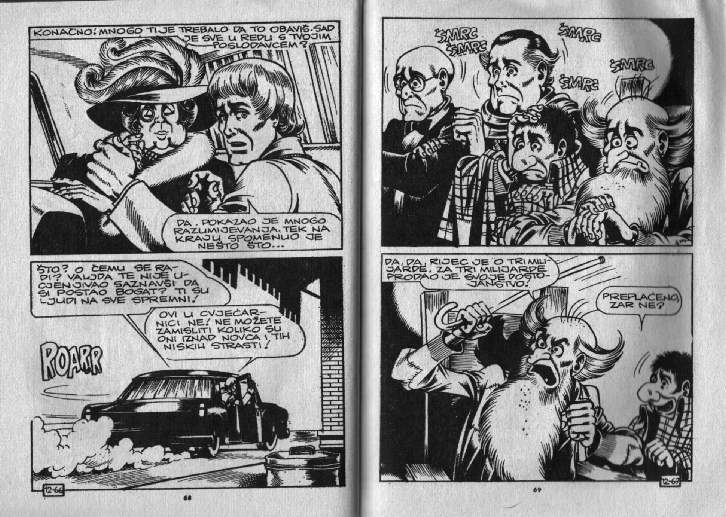 KONAČNO! MNOGO TI JE TREBALO DA TO OBAVIŠ. SAD
JE SVE U REDU S TVOJIM
POSLODAVCEM?
DA. POKAZAO JE MNOGO
RAZUMIJEVANJA. TEK NA
KRAJU SPOMENUO JE
NEŠTO ŠTO...
ŠTO? O ČEMU SE RA-
DI? VALJDA TE NIJE U-
CJENJIVAO SAZNAVŠI DA
SI POSTAO BOGAT? TI SU
LJUDI NA SVE SPREMNI!
OVI U CVJEĆAR-
NICI NE! NE MOŽETE
ZAMISLITI KOLIKO SU
ONI IZNAD NOVCA I TIH
NISKIH STRASTI!
ROARR
12-66
68
ŠMRC
ŠMRC
ŠMRC
ŠMRC
DA, DA, RIJEČ JE O TRI MILI-
JARDE. ZA TRI MILIJARDE
PRODAO JE SVOJE DOSTO-
JANSTVO!
PREPLAĆENO,
ZAR NE?
12-67
69